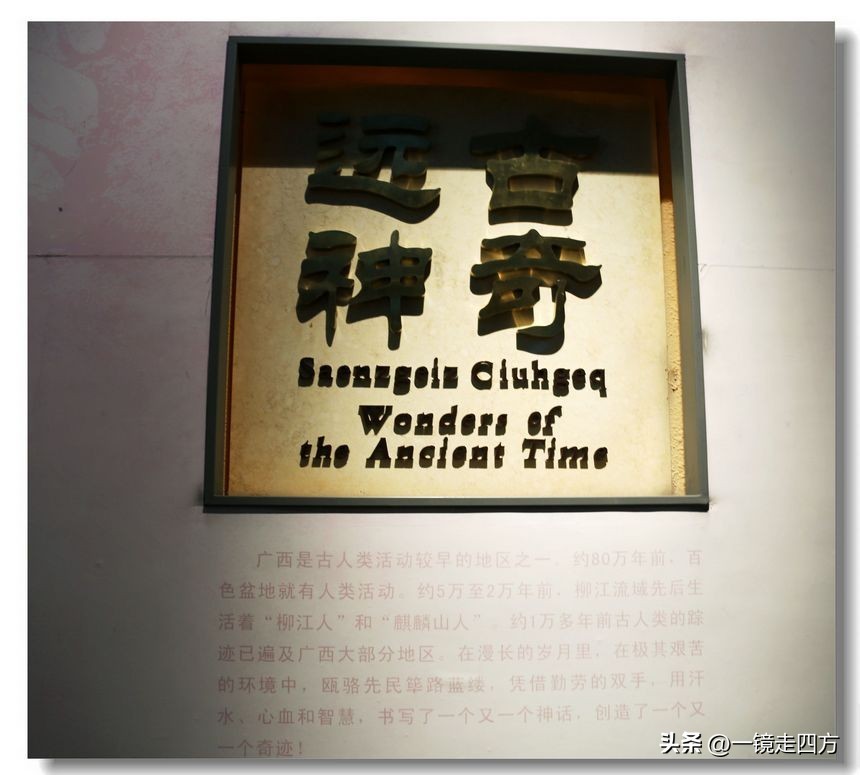 远古
神奇
Saenzgeiz Ciuhgeq
Wonders of
the Ancient Time
广西是古人类活动较早的地区之一。约80万年前，百
色盆地就有人类活动。约5万至2万年前，柳江流域先后生
活着“柳江人”和“麒麟山人”。约1万多年前古人类的踪
迹已遍及广西大部分地区。在漫长的岁月里，在极其艰苦
的环境中，瓯骆先民筚路蓝缕，凭借勤劳的双手，用汗
水、心血和智慧，书写了一个又一个神话，创造了一个又
一个奇迹！
头条 @一镜走四方